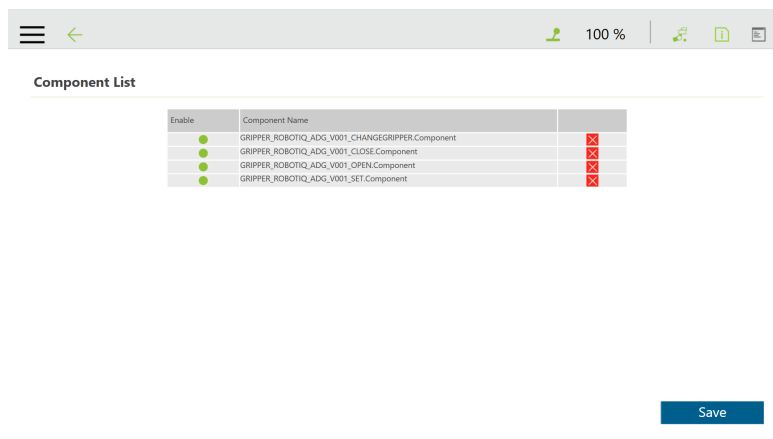 100 %
Component List
Enable Component Name
GRIPPER_ROBOTIQ_ADG_V001_CHANGEGRIPPER.Component
GRIPPER_ROBOTIQ_ADG_V001_CLOSE.Component
GRIPPER_ROBOTIQ_ADG_V001_OPEN.Component
GRIPPER_ROBOTIQ_ADG_V001_SET.Component
Save